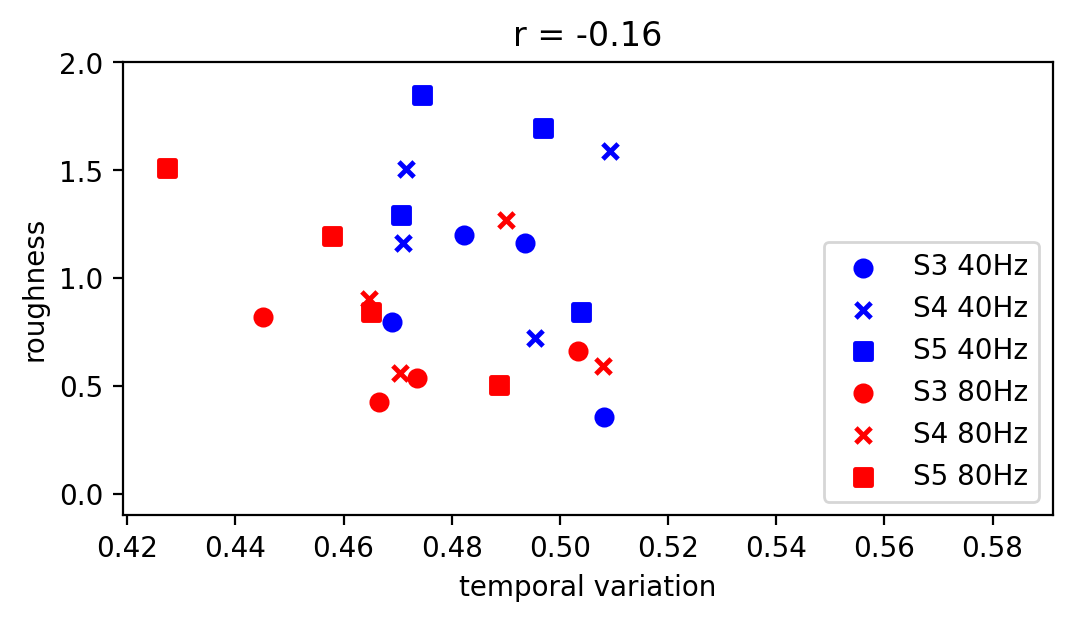 r = -0.16
2.0
1.5
1.0
0.5
0.0
roughness
S3 40Hz
S4 40Hz
S5 40Hz
S3 80Hz
S4 80Hz
S5 80Hz
0.42 0.44 0.46 0.48 0.50 0.52 0.54 0.56 0.58
temporal variation